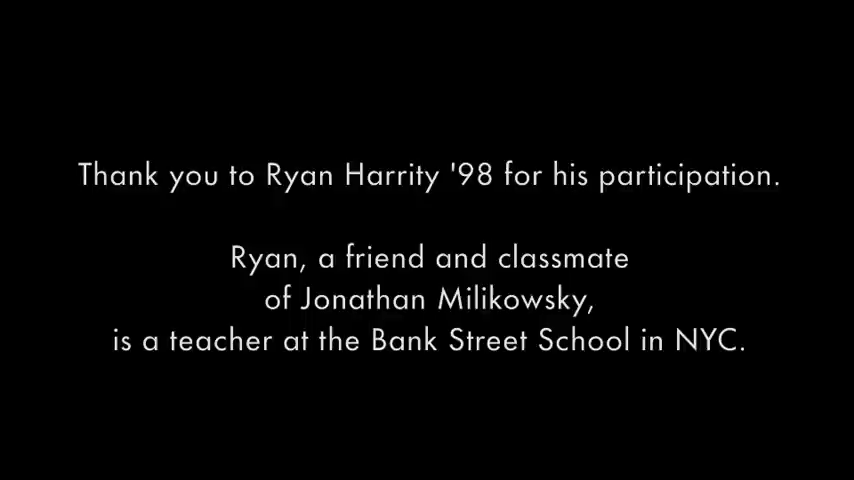 Thank you to Ryan Harrity '98 for his participation.
Ryan, a friend and classmate
of Jonathan Milikowsky,
is a teacher at the Bank Street School in NYC.